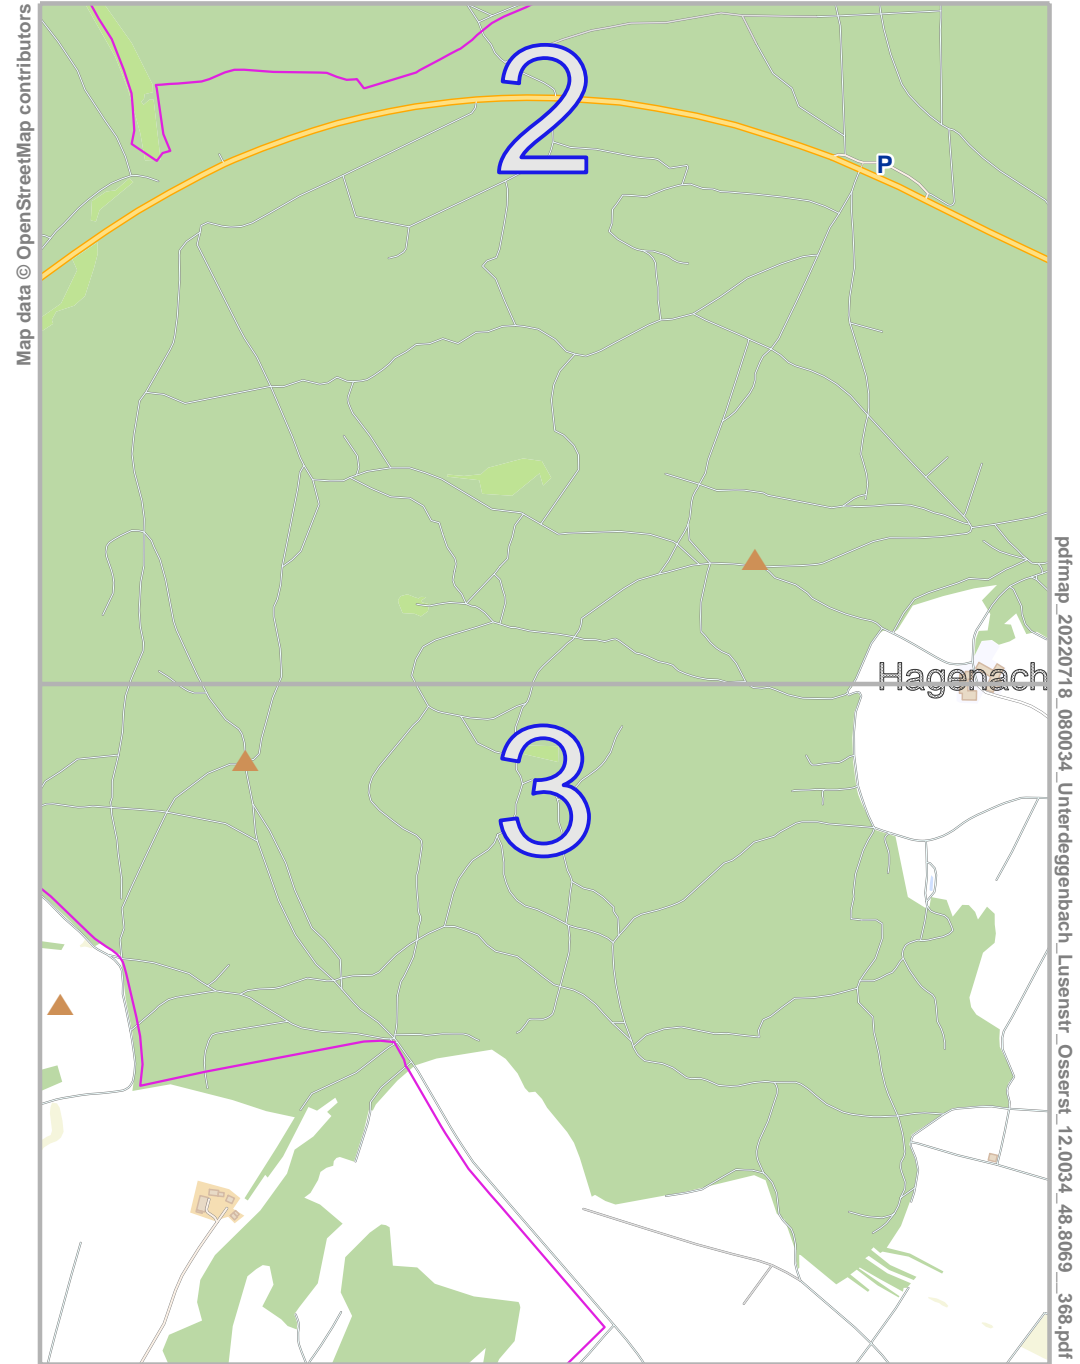 Map data © OpenStreetMap contributors
2
P
Hagenach
3
pdfmap_20220718_080034_Unterdeggenbach_Lusenstr_Osserst_12.0034_48.8069__368.pdf